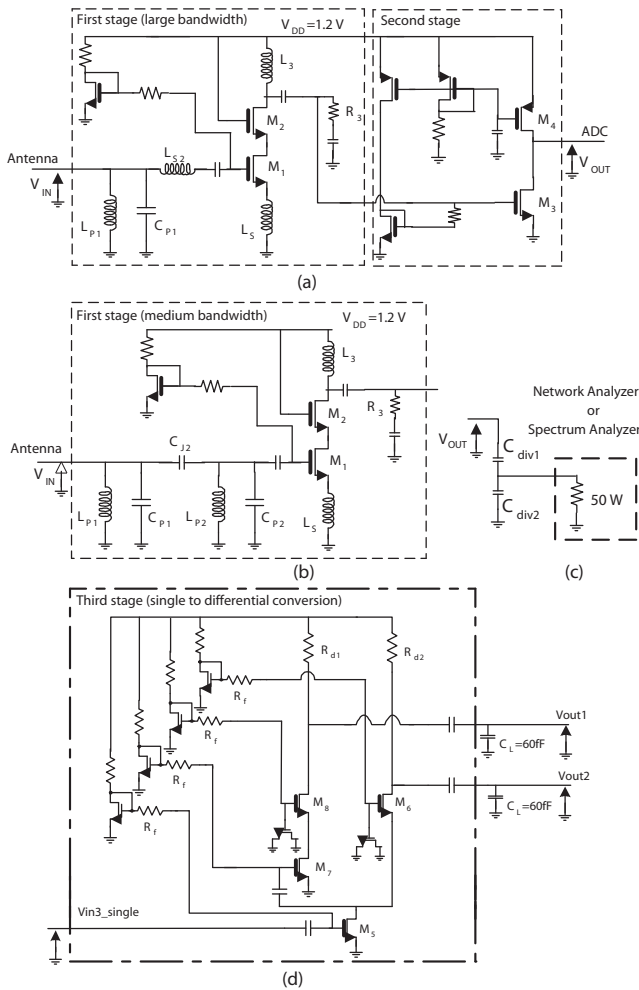 First stage (large bandwidth)
V_DD =1.2 V
Second stage
L_3
R_3
M_2
M_4
ADC
Antenna
L_S2
V_IN
M_1
V_OUT
M_3
L_P1
C_P1
L_S
(a)
First stage (medium bandwidth)
V_DD =1.2 V
L_3
R_3
M_2
Network Analyzer
or
Spectrum Analyzer
Antenna
C_J2
V_IN
M_1
V_OUT
C_div1
C_div2
50 W
L_P1
C_P1
L_P2
C_P2
L_S
(b)
(c)
Third stage (single to differential conversion)
R_d1
R_d2
R_f
R_f
R_f
R_f
Vout1
C_L=60fF
Vout2
C_L=60fF
M_8
M_6
M_7
Vin3_single
M_5
(d)